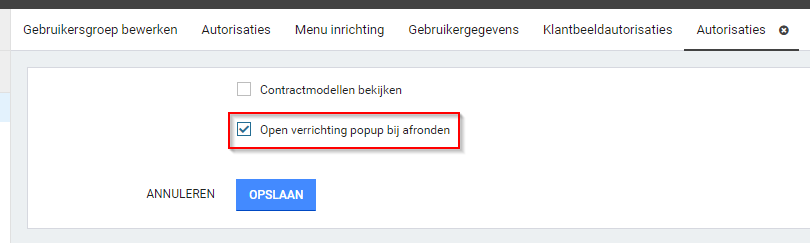 Gebruikersgroep bewerken Autorisaties Menu inrichting Gebruikergegevens Klantbeeldautorisaties Autorisaties
Contractmodellen bekijken
Open verrichting popup bij afronden
ANNULEREN OPSLAAN